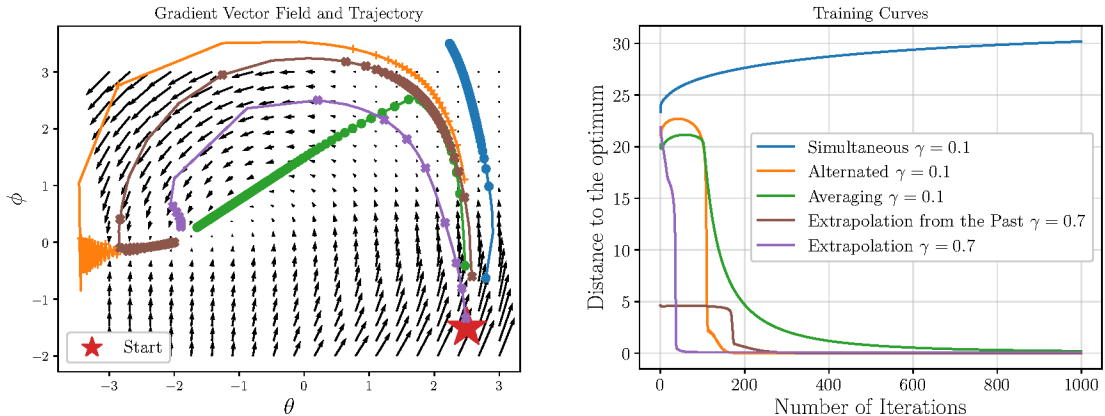 Gradient Vector Field and Trajectory
3
2
1
0
−1
−2
ϕ
Start
−3
−2
−1
0
1
2
3
θ
Training Curves
30
25
20
15
10
5
0
Distance to the optimum
Simultaneous γ = 0.1
Alternated γ = 0.1
Averaging γ = 0.1
Extrapolation from the Past γ = 0.7
Extrapolation γ = 0.7
0
200
400
600
800
1000
Number of Iterations